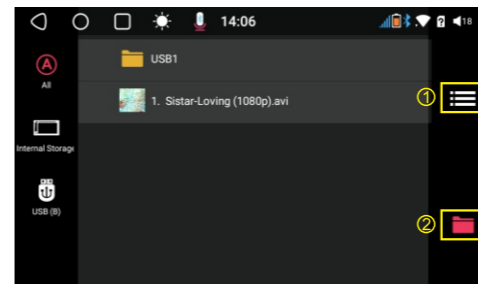 14:06
18
A
All
Internal Storage
USB (B)
USB1
1. Sistar-Loving (1080p).avi
①
②